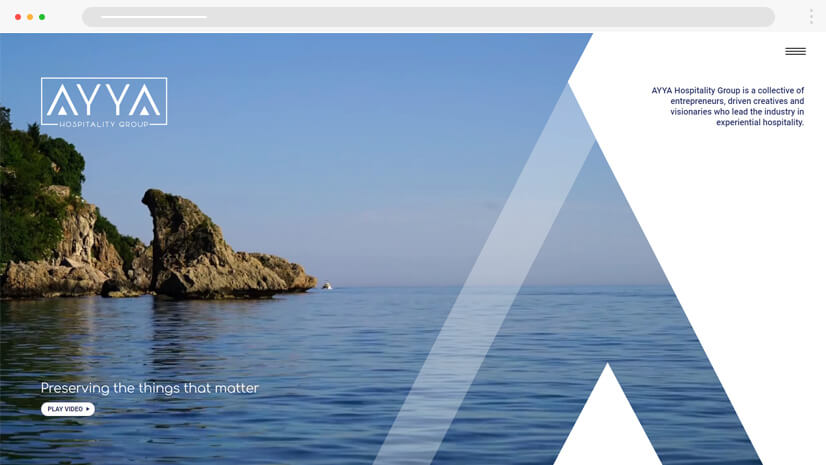 AYYA
HOSPITALITY GROUP
AYYA Hospitality Group is a collective of
entrepreneurs, driven creatives and
visionaries who lead the industry in
experiential hospitality.
Preserving the things that matter
PLAY VIDEO